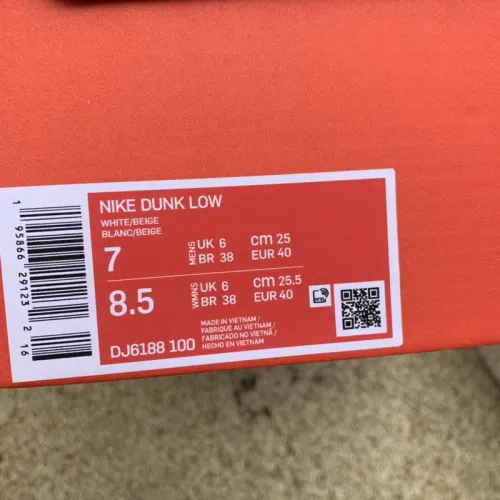 NIKE DUNK LOW
WHITE/BEIGE
BLANC/BEIGE
7 MENS UK 6 cm 25
BR 38 EUR 40
8.5 WMNS UK 6 cm 25.5
BR 38 EUR 40
MADE IN VIETNAM /
FABRIQUE AU VIETNAM /
FABRICADO NO VIETNAM /
HECHO EN VIETNAM
DJ6188 100
1 95866 29123 2 16